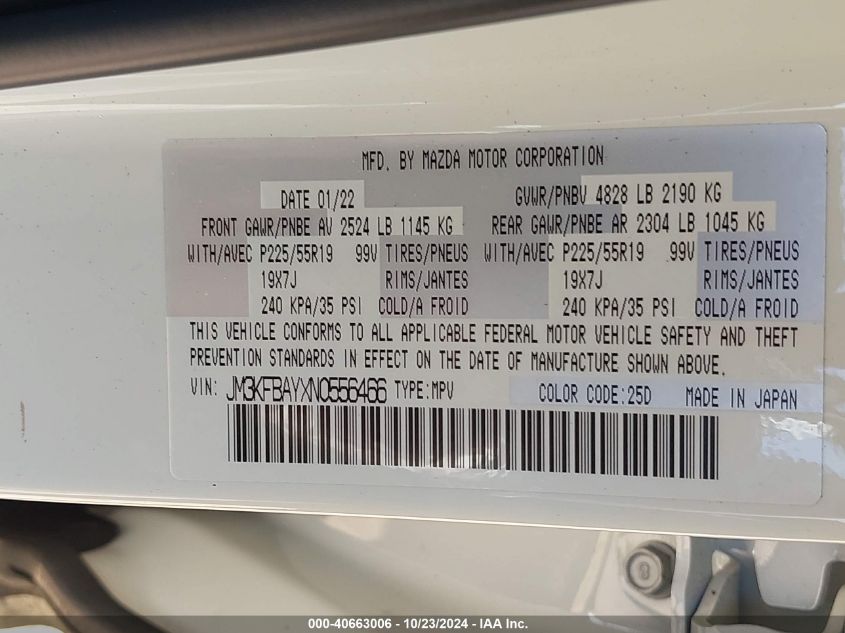 MFD. BY MAZDA MOTOR CORPORATION
DATE 01/22 GVWR/PNBV 4828 LB 2190 KG
FRONT GAWR/PNBE AV 2524 LB 1145 KG REAR GAWR/PNBE AR 2304 LB 1045 KG
WITH/AVEC P225/55R19 99V TIRES/PNEUS WITH/AVEC P225/55R19 99V TIRES/PNEUS
19X7J RIMS/JANTES 19X7J RIMS/JANTES
240 KPA/35 PSI COLD/A FROID 240 KPA/35 PSI COLD/A FROID
THIS VEHICLE CONFORMS TO ALL APPLICABLE FEDERAL MOTOR VEHICLE SAFETY AND THEFT
PREVENTION STANDARDS IN EFFECT ON THE DATE OF MANUFACTURE SHOWN ABOVE.
VIN: JM3KFBAYXN0556466 TYPE:MPV COLOR CODE:25D MADE IN JAPAN
000-40663006 - 10/23/2024 - IAA Inc.